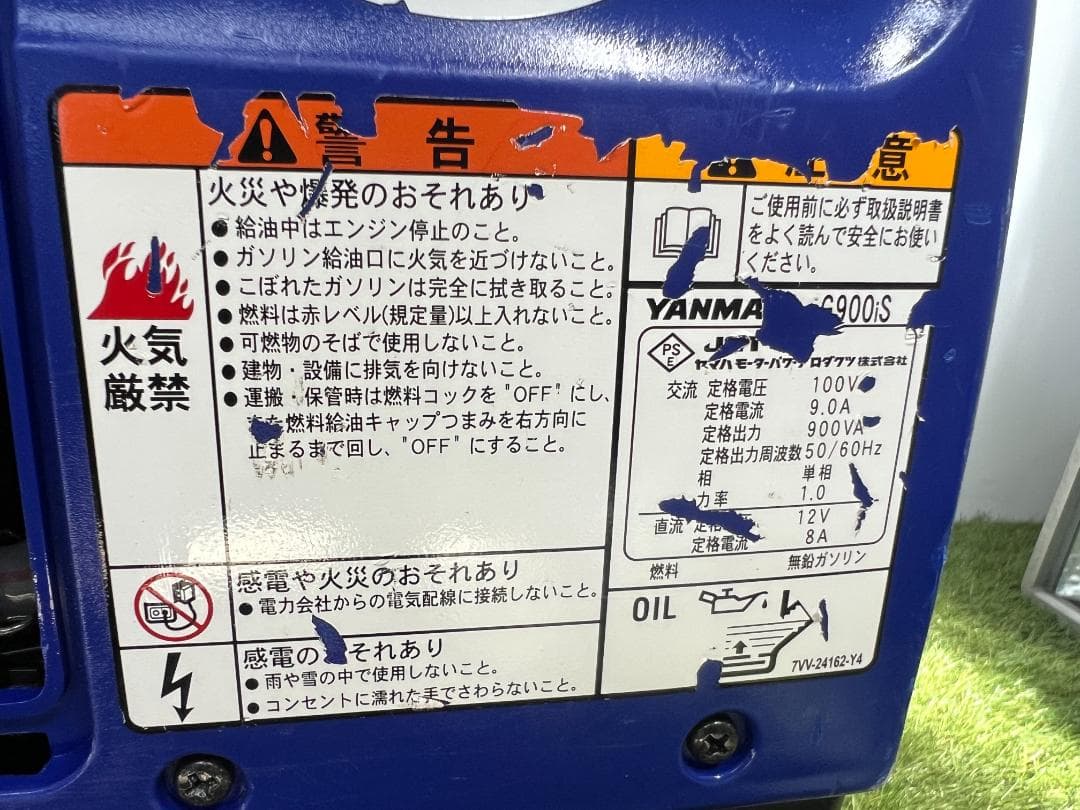 警告
火災や爆発のおそれあり
● 給油中はエンジン停止のこと。
● ガソリン給油口に火気を近づけないこと。
● こぼれたガソリンは完全に拭き取ること。
● 燃料は赤レベル(規定量)以上入れないこと。
● 可燃物のそばで使用しないこと。
● 建物・設備に排気を向けないこと。
● 運搬・保管時は燃料コックを"OFF"にし、
燃料給油キャップつまみを右方向に
止まるまで回し、"OFF"にすること。
火気
厳禁
感電や火災のおそれあり
● 電力会社からの電気配線に接続しないこと。
感電のおそれあり
● 雨や雪の中で使用しないこと。
● コンセントに濡れた手でさわらないこと。
意
ご使用前に必ず取扱説明書
をよく読んで安全にお使い
ください。
YANMA G900iS
PS
E
ヤマハモーターパワープロダクツ株式会社
交流 定格電圧 100V
定格電流 9.0A
定格出力 900VA
定格出力周波数 50/60Hz
相 単相
力率 1.0
直流 定格電圧 12V
定格電流 8A
燃料 無鉛ガソリン
OIL
7VV-24162-Y4